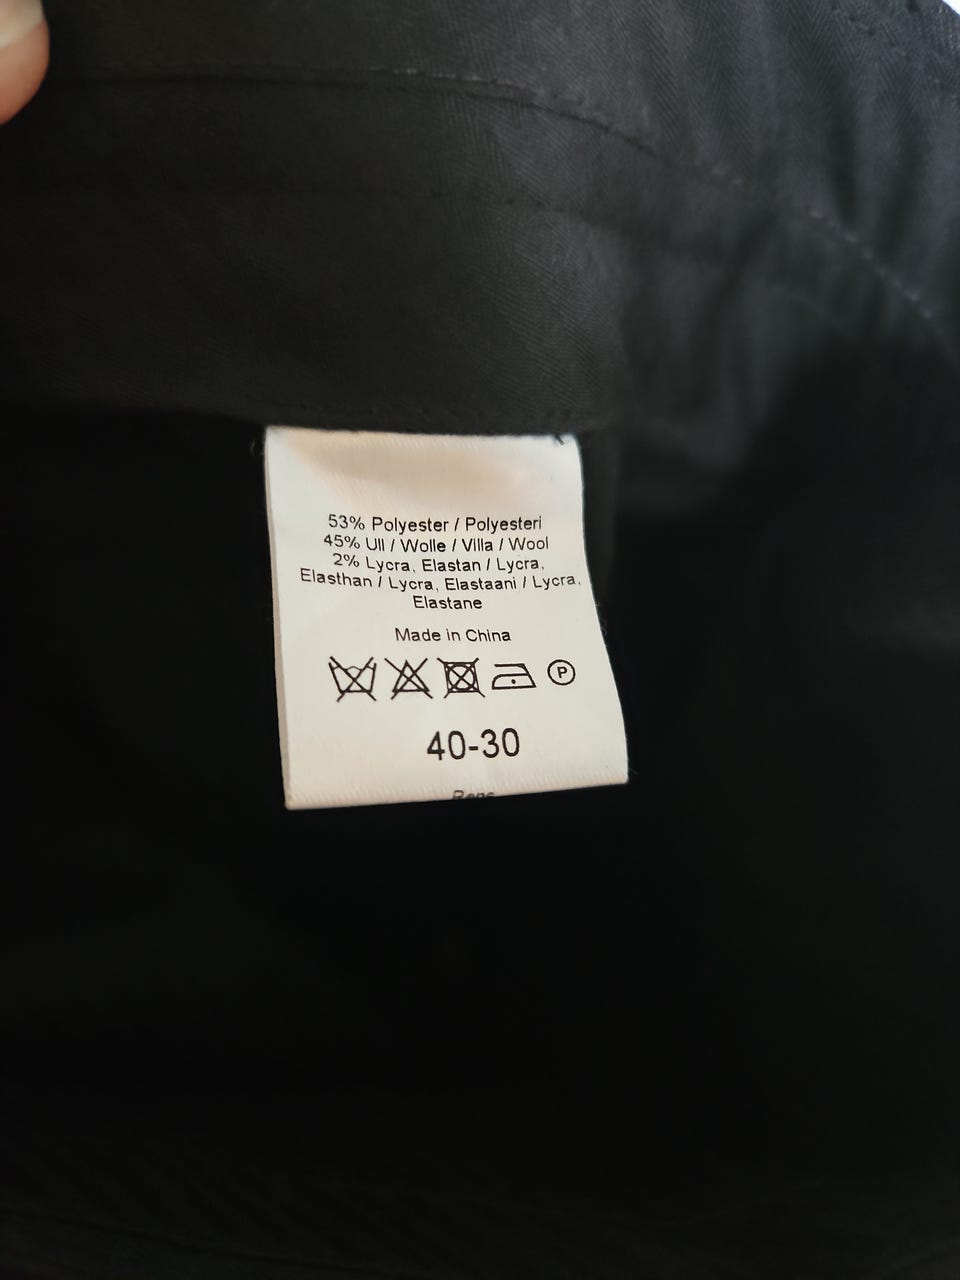 53% Polyester / Polyesteri
45% Ull / Wolle / Villa / Wool
2% Lycra, Elastan / Lycra,
Elasthan / Lycra, Elastaani / Lycra,
Elastane
Made in China
P
40-30